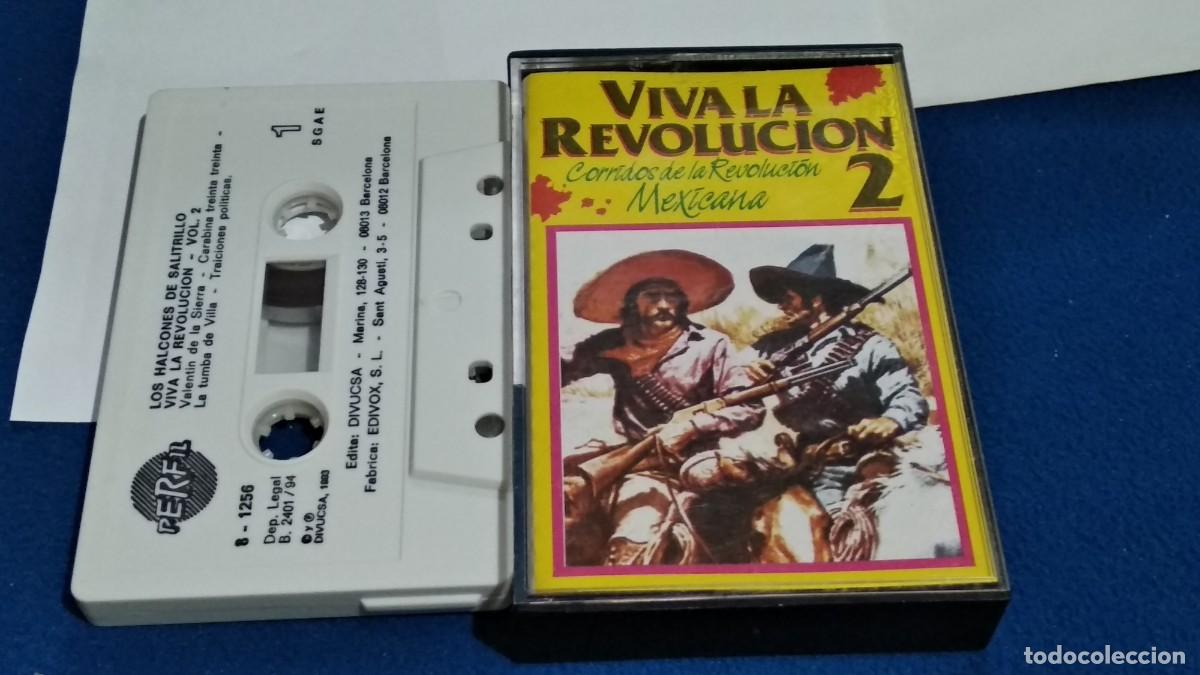 LOS HALCONES DE SALITRILLO
VIVA LA REVOLUCION - VOL. 2
Valentín de la Sierra - Carabina treinta treinta -
La tumba de Villa - Traiciones políticas.
1
SGAE
PERFIL
8 - 1256
Dep. Legal
B. 2401/94
© y ℗
DIVUCSA, 1993
Edita: DIVUCSA - Marina, 128-130 - 08013 Barcelona
Fabrica: EDIVOX, S. L. - Sant Agustí, 3-5 - 08012 Barcelona
VIVA LA
REVOLUCION
Corridos de la Revolución
Mexicana
2
todocoleccion